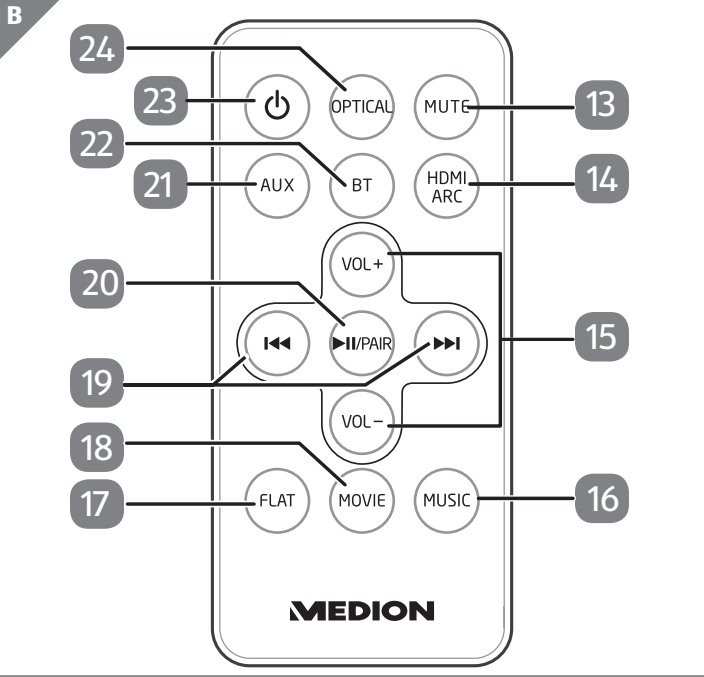 B
24
23
OPTICAL
MUTE
13
22
21
AUX
BT
HDMI
ARC
14
VOL+
20
/PAIR
15
19
VOL−
18
17
FLAT
MOVIE
MUSIC
16
MEDION